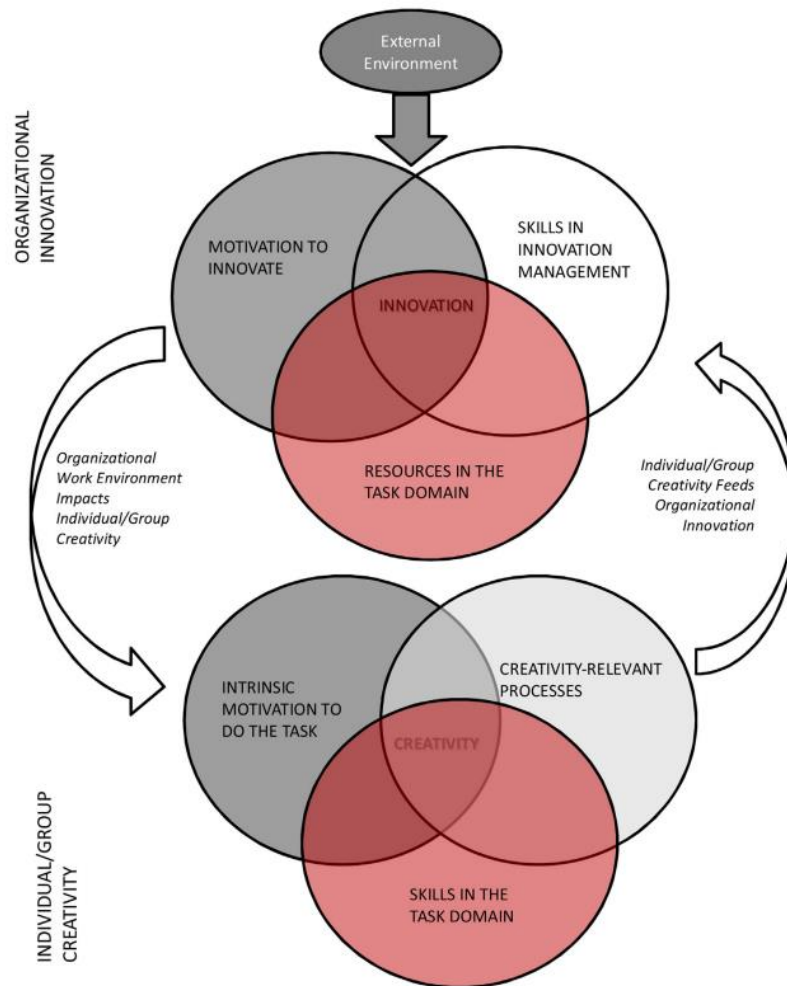 External
Environment
ORGANIZATIONAL
INNOVATION
MOTIVATION TO
INNOVATE
SKILLS IN
INNOVATION
MANAGEMENT
INNOVATION
RESOURCES IN THE
TASK DOMAIN
Organizational
Work Environment
Impacts
Individual/Group
Creativity
Individual/Group
Creativity Feeds
Organizational
Innovation
INTRINSIC
MOTIVATION TO
DO THE TASK
CREATIVITY-RELEVANT
PROCESSES
CREATIVITY
SKILLS IN THE
TASK DOMAIN
INDIVIDUAL/GROUP
CREATIVITY